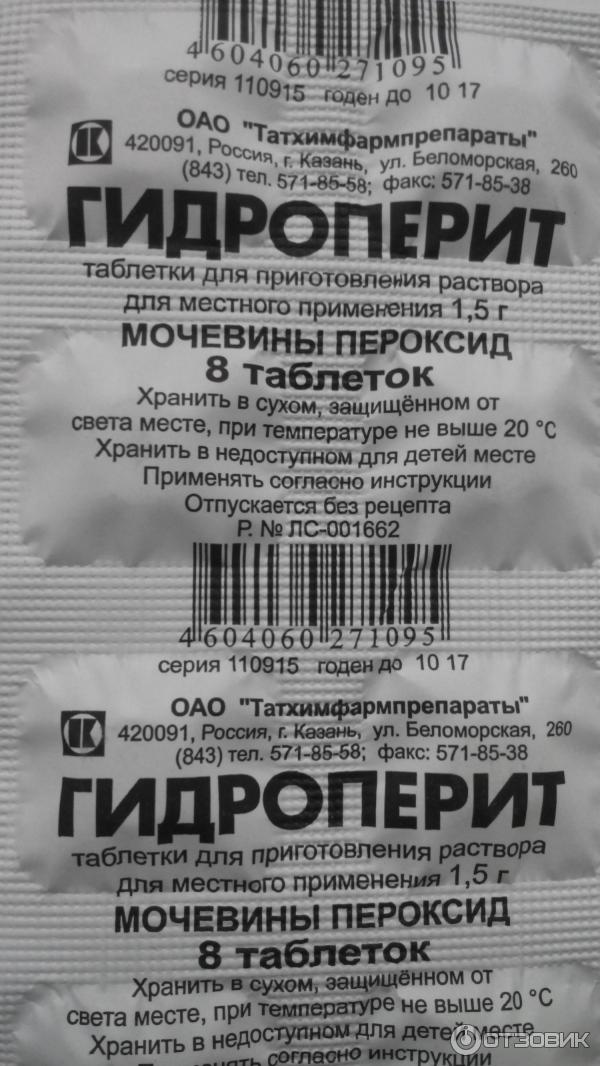 4 604060 271095
серия 110915 годен до 10 17
ОАО "Татхимфармпрепараты"
420091, Россия, г. Казань, ул. Беломорская, 260
(843) тел. 571-85-58; факс: 571-85-38
ГИДРОПЕРИТ
таблетки для приготовления раствора
для местного применения 1,5 г
МОЧЕВИНЫ ПЕРОКСИД
8 таблеток
Хранить в сухом, защищённом от
света месте, при температуре не выше 20 °С
Хранить в недоступном для детей месте
Применять согласно инструкции
Отпускается без рецепта
Р. № ЛС-001662
4 604060 271095
серия 110915 годен до 10 17
ОАО "Татхимфармпрепараты"
420091, Россия, г. Казань, ул. Беломорская, 260
(843) тел. 571-85-58; факс: 571-85-38
ГИДРОПЕРИТ
таблетки для приготовления раствора
для местного применения 1,5 г
МОЧЕВИНЫ ПЕРОКСИД
8 таблеток
Хранить в сухом, защищённом от
света месте, при температуре не выше 20 °С
Хранить в недоступном для детей месте
Применять согласно инструкции
ОТЗОВИК